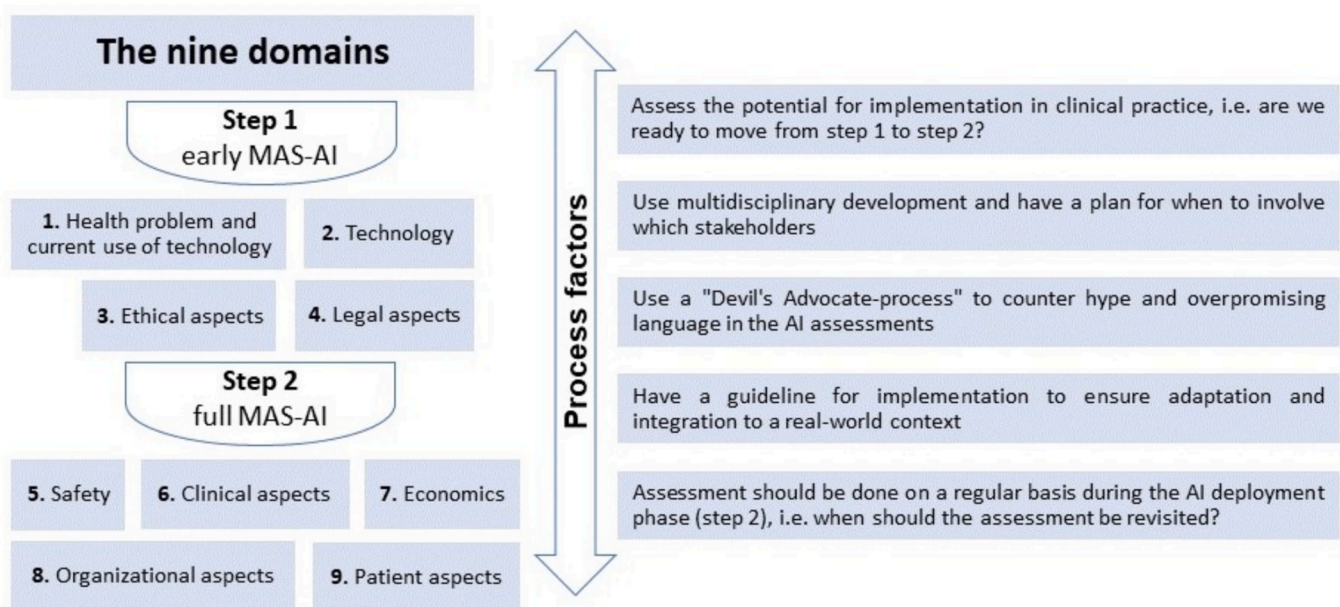 The nine domains
Step 1
early MAS-AI
1. Health problem and
current use of technology
2. Technology
3. Ethical aspects
4. Legal aspects
Step 2
full MAS-AI
5. Safety
6. Clinical aspects
7. Economics
8. Organizational aspects
9. Patient aspects
Process factors
Assess the potential for implementation in clinical practice, i.e. are we
ready to move from step 1 to step 2?
Use multidisciplinary development and have a plan for when to involve
which stakeholders
Use a "Devil's Advocate-process" to counter hype and overpromising
language in the AI assessments
Have a guideline for implementation to ensure adaptation and
integration to a real-world context
Assessment should be done on a regular basis during the AI deployment
phase (step 2), i.e. when should the assessment be revisited?